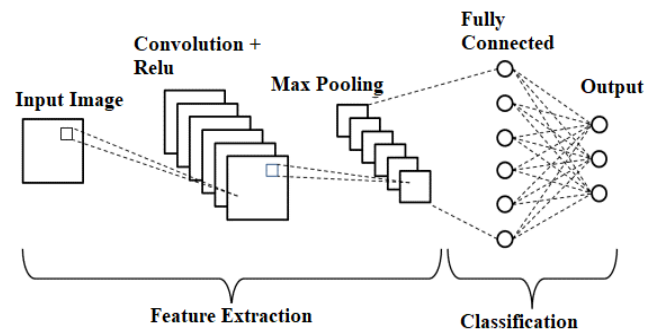 Input Image
Convolution +
Relu
Max Pooling
Fully
Connected
Output
Feature Extraction
Classification